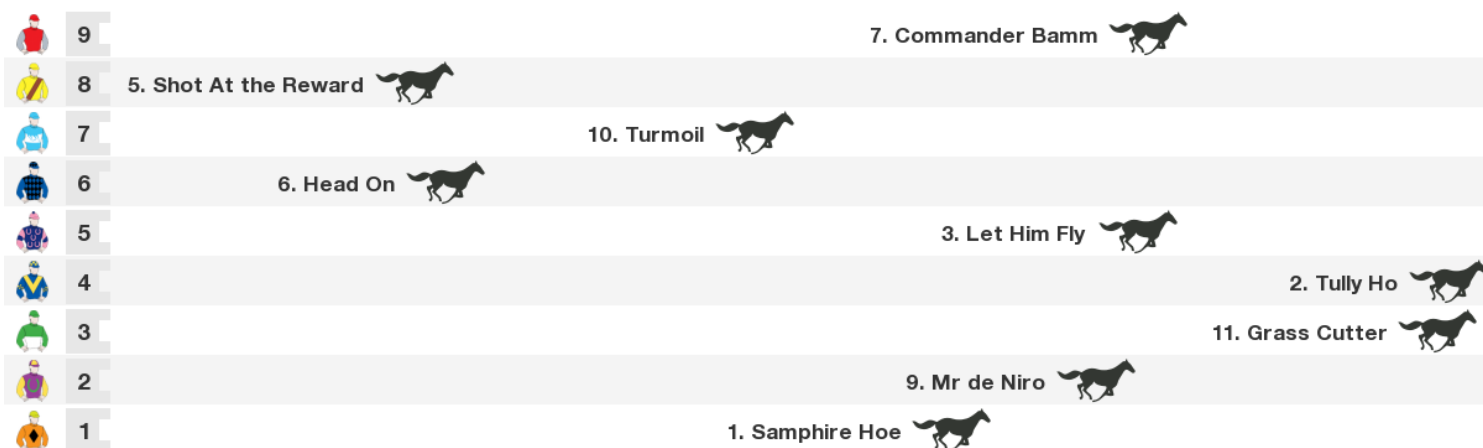 9 7. Commander Bamm
8 5. Shot At the Reward
7 10. Turmoil
6 6. Head On
5 3. Let Him Fly
4 2. Tully Ho
3 11. Grass Cutter
2 9. Mr de Niro
1 1. Samphire Hoe